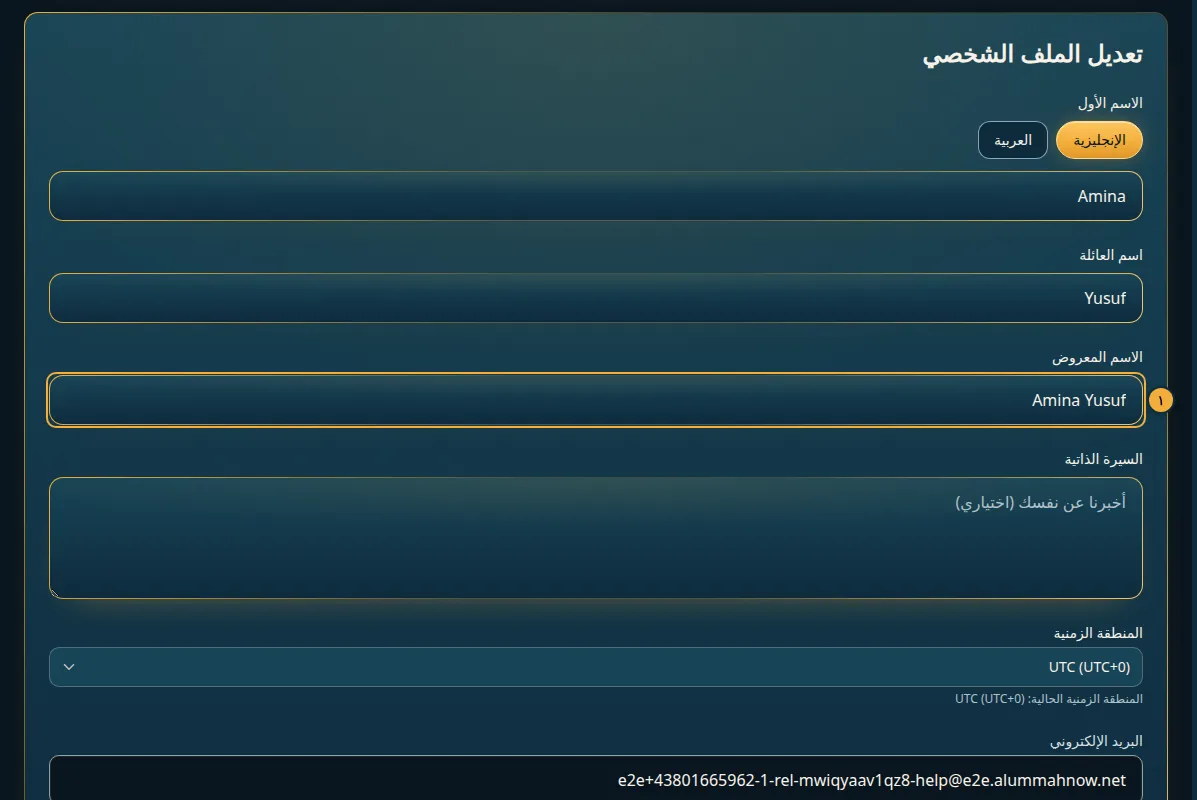 تعديل الملف الشخصي
الاسم الأول
الإنجليزية العربية
Amina
اسم العائلة
Yusuf
الاسم المعروض
Amina Yusuf ١
السيرة الذاتية
أخبرنا عن نفسك (اختياري)
المنطقة الزمنية
UTC (UTC+0)
المنطقة الزمنية الحالية: UTC (UTC+0)
البريد الإلكتروني
e2e+43801665962-1-rel-mwiqyaav1qz8-help@e2e.alummahnow.net